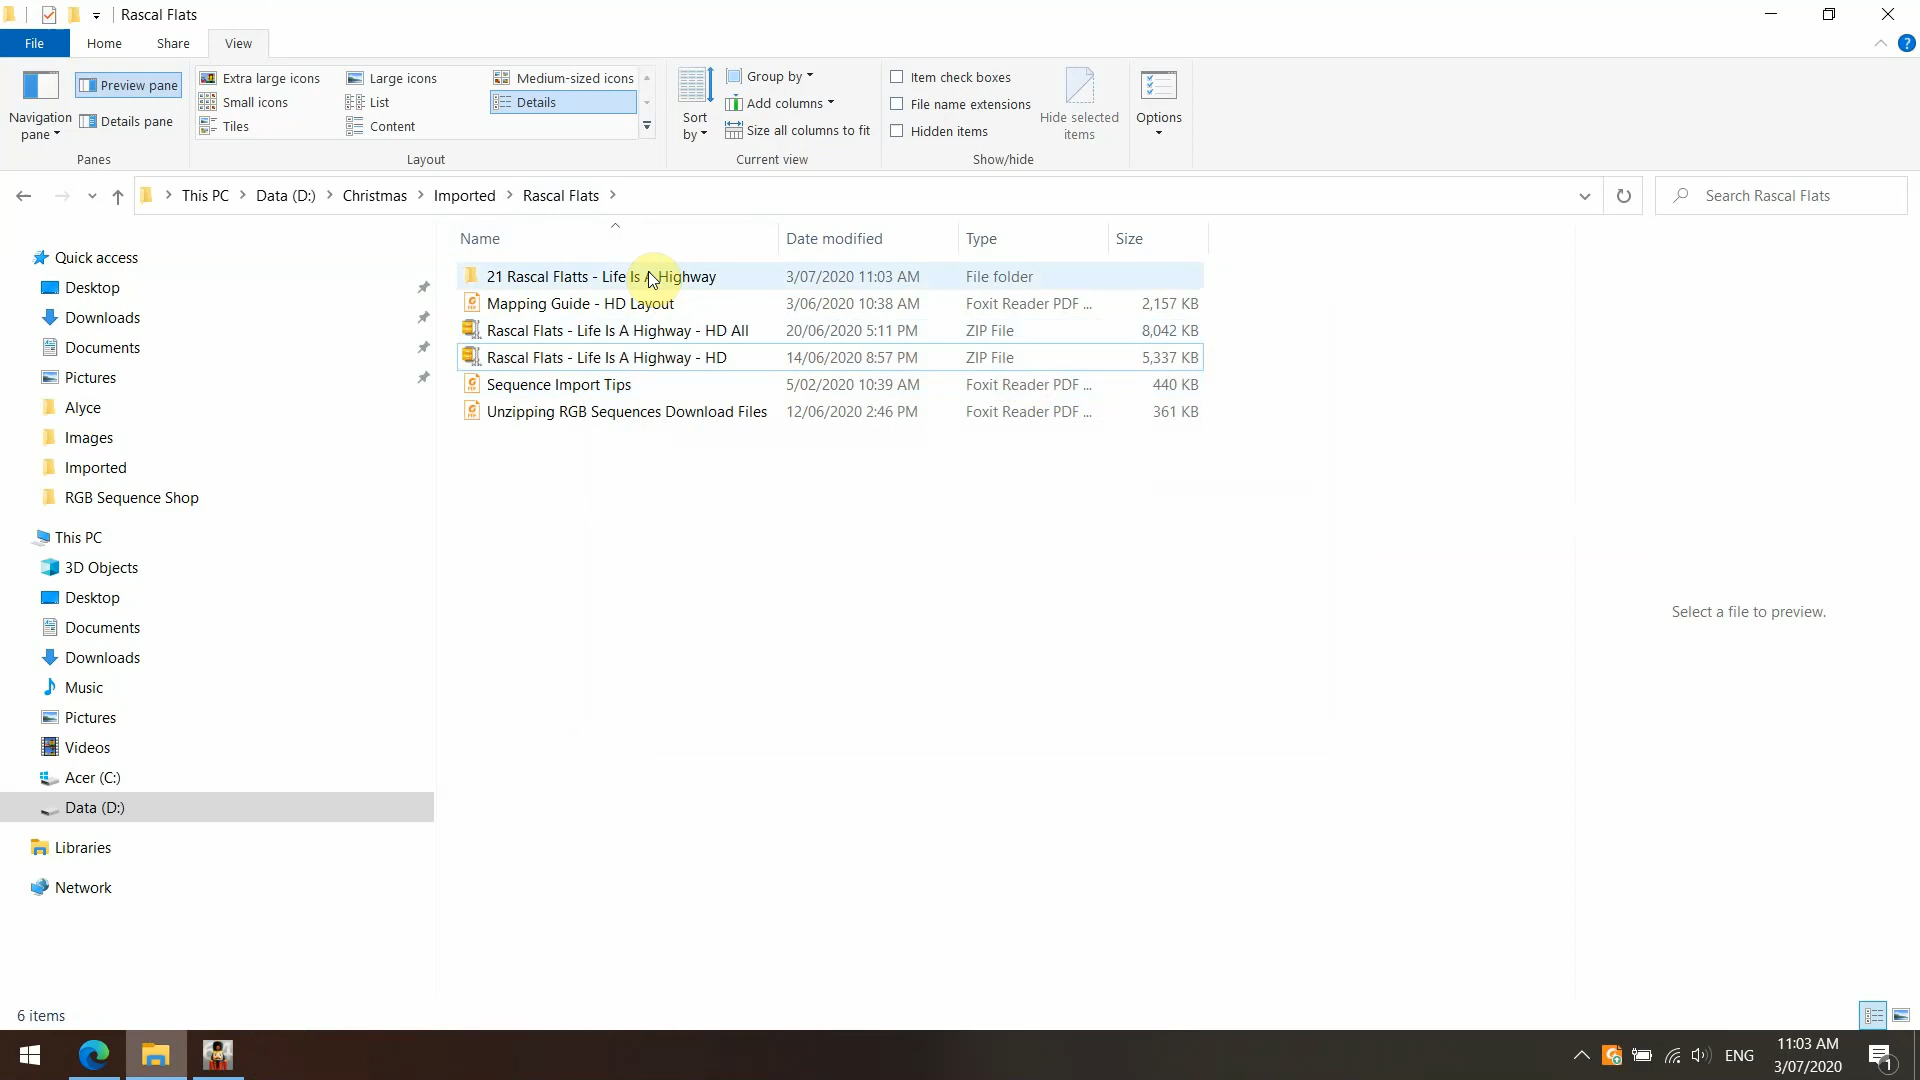 Rascal Flats
File Home Share View
Navigation pane
Preview pane
Details pane
Panes
Extra large icons Large icons Medium-sized icons
Small icons List Details
Tiles Content
Layout
Sort by
Group by
Add columns
Size all columns to fit
Current view
Item check boxes
File name extensions
Hidden items
Hide selected items
Show/hide
Options
This PC Data (D:) Christmas Imported Rascal Flats
Search Rascal Flats
Name Date modified Type Size
21 Rascal Flatts - Life Is A Highway 3/07/2020 11:03 AM File folder
Mapping Guide - HD Layout 3/06/2020 10:38 AM Foxit Reader PDF ... 2,157 KB
Rascal Flats - Life Is A Highway - HD All 20/06/2020 5:11 PM ZIP File 8,042 KB
Rascal Flats - Life Is A Highway - HD 14/06/2020 8:57 PM ZIP File 5,337 KB
Sequence Import Tips 5/02/2020 10:39 AM Foxit Reader PDF ... 440 KB
Unzipping RGB Sequences Download Files 12/06/2020 2:46 PM Foxit Reader PDF ... 361 KB
Quick access
Desktop
Downloads
Documents
Pictures
Alyce
Images
Imported
RGB Sequence Shop
This PC
3D Objects
Desktop
Documents
Downloads
Music
Pictures
Videos
Acer (C:)
Data (D:)
Libraries
Network
Select a file to preview.
6 items
ENG
11:03 AM
3/07/2020
1